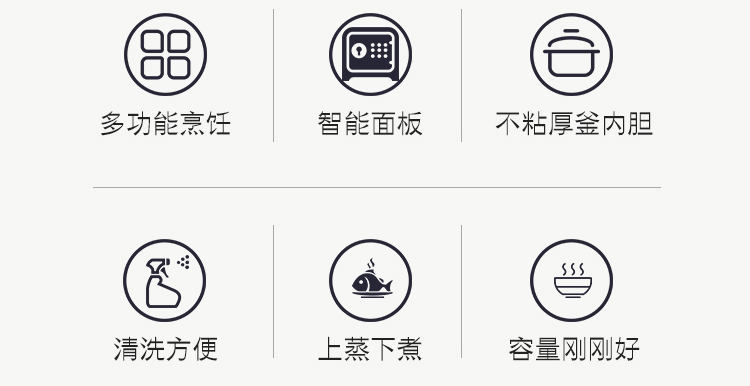 多功能烹饪
智能面板
不粘厚釜内胆
清洗方便
上蒸下煮
容量刚刚好